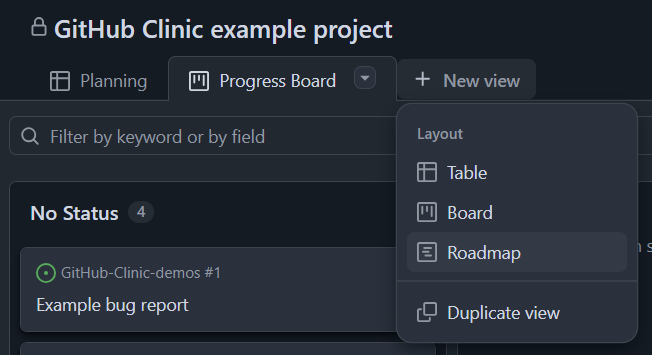 GitHub Clinic example project
Planning
Progress Board
New view
Filter by keyword or by field
Layout
Table
Board
Roadmap
Duplicate view
No Status 4
GitHub-Clinic-demos #1
Example bug report